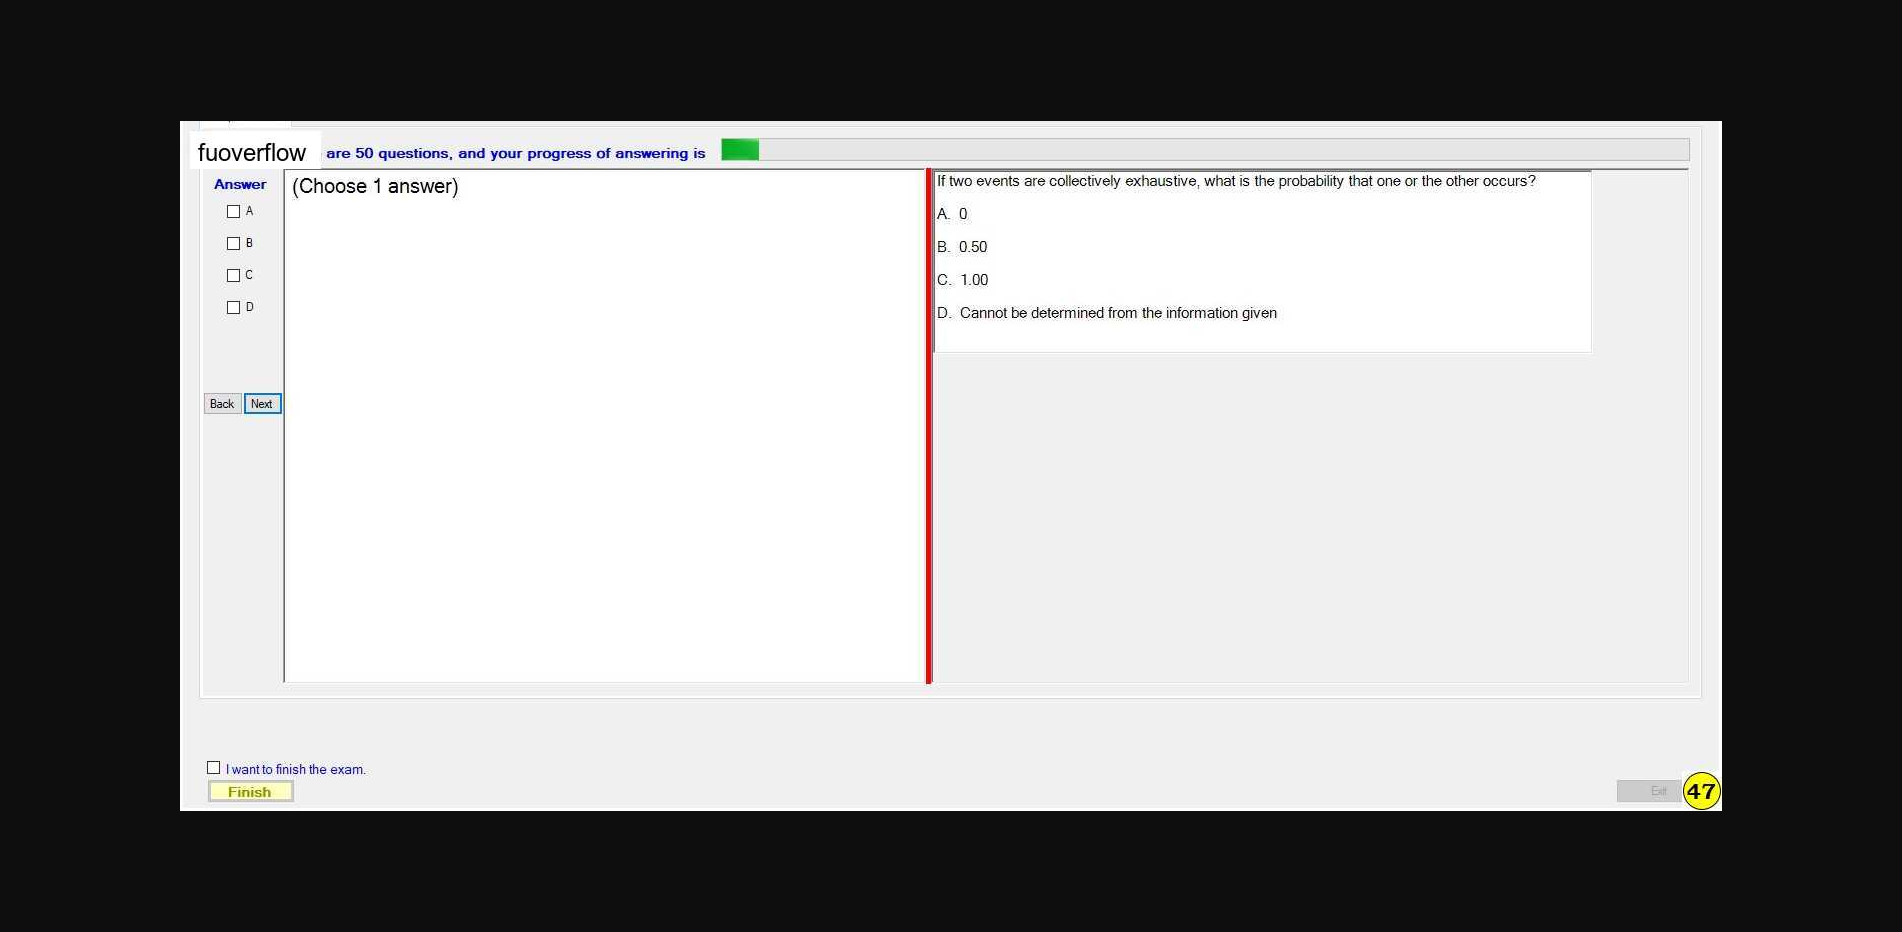 fuoverflow are 50 questions, and your progress of answering is
Answer
A
B
C
D
Back Next
(Choose 1 answer)
If two events are collectively exhaustive, what is the probability that one or the other occurs?
A. 0
B. 0.50
C. 1.00
D. Cannot be determined from the information given
I want to finish the exam.
Finish
Exit
47